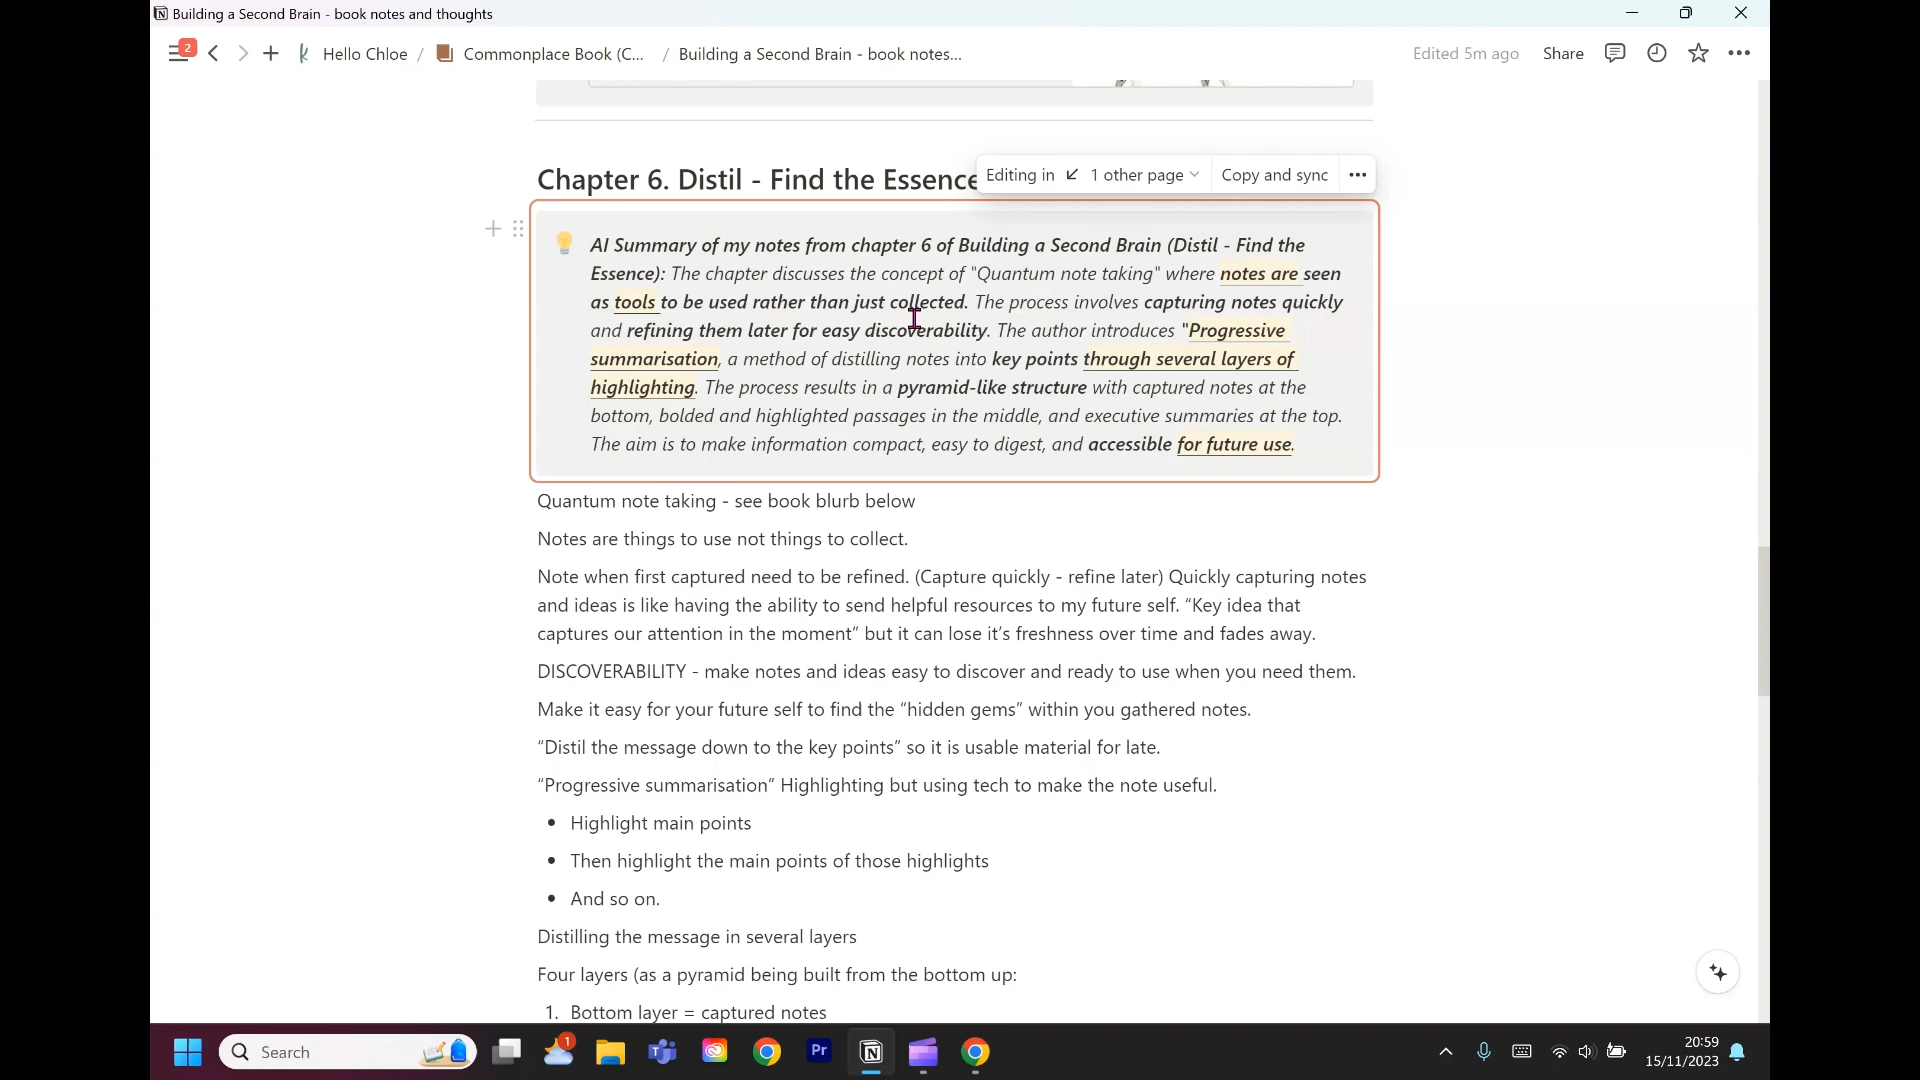 Building a Second Brain - book notes and thoughts
2
Hello Chloe / Commonplace Book (C... / Building a Second Brain - book notes...
Edited 5m ago Share
Chapter 6. Distil - Find the Essence
Editing in 1 other page Copy and sync
AI Summary of my notes from chapter 6 of Building a Second Brain (Distil - Find the
Essence): The chapter discusses the concept of "Quantum note taking" where notes are seen
as tools to be used rather than just collected. The process involves capturing notes quickly
and refining them later for easy discoverability. The author introduces "Progressive
summarisation, a method of distilling notes into key points through several layers of
highlighting. The process results in a pyramid-like structure with captured notes at the
bottom, bolded and highlighted passages in the middle, and executive summaries at the top.
The aim is to make information compact, easy to digest, and accessible for future use.
Quantum note taking - see book blurb below
Notes are things to use not things to collect.
Note when first captured need to be refined. (Capture quickly - refine later) Quickly capturing notes
and ideas is like having the ability to send helpful resources to my future self. “Key idea that
captures our attention in the moment” but it can lose it’s freshness over time and fades away.
DISCOVERABILITY - make notes and ideas easy to discover and ready to use when you need them.
Make it easy for your future self to find the “hidden gems” within you gathered notes.
“Distil the message down to the key points” so it is usable material for late.
“Progressive summarisation” Highlighting but using tech to make the note useful.
• Highlight main points
• Then highlight the main points of those highlights
• And so on.
Distilling the message in several layers
Four layers (as a pyramid being built from the bottom up:
1. Bottom layer = captured notes
Search
1
Pr
20:59
15/11/2023